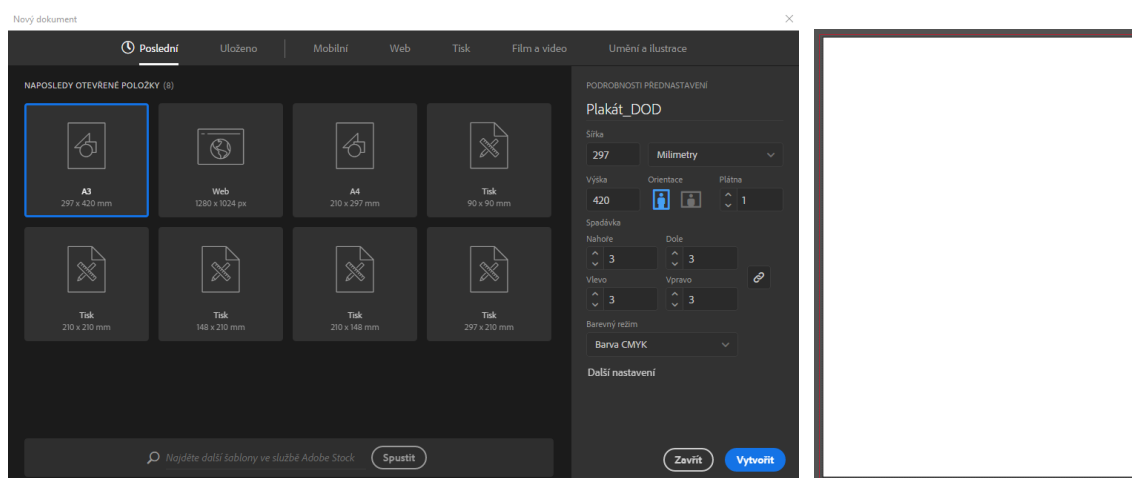 Nový dokument
Poslední Uloženo Mobilní Web Tisk Film a video Umění a ilustrace
NAPOSLEDY OTEVŘENÉ POLOŽKY (8)
A3
297 x 420 mm
Web
1280 x 1024 px
A4
210 x 297 mm
Tisk
90 x 90 mm
Tisk
210 x 210 mm
Tisk
148 x 210 mm
Tisk
210 x 148 mm
Tisk
297 x 210 mm
Najděte další šablony ve službě Adobe Stock
Spustit
PODROBNOSTI PŘEDNASTAVENÍ
Plakát_DOD
Šířka
297 Milimetry
Výška Orientace Plátna
420 1
Spadávka
Nahoře Dole
3 3
Vlevo Vpravo
3 3
Barevný režim
Barva CMYK
Další nastavení
Zavřít Vytvořit